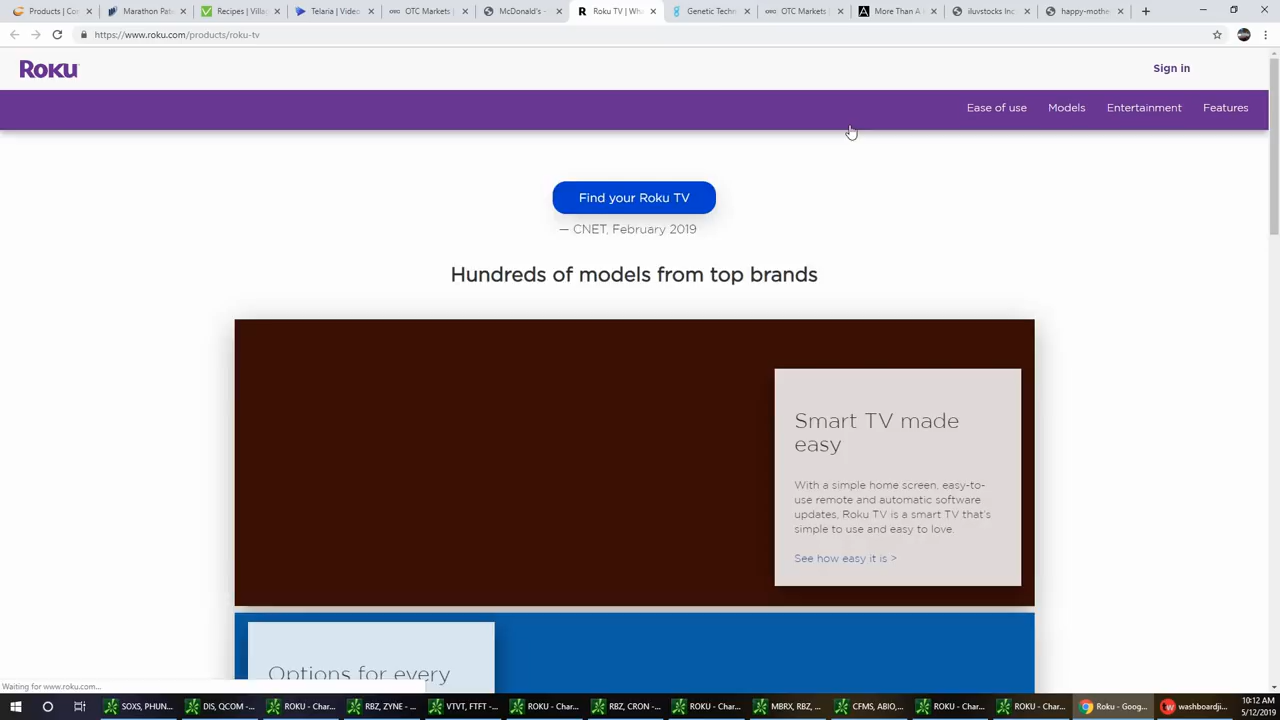 Products | Con
Marathon Pate
Recipes | Villag
Telaria | Video
OTC Markets |
McDonald's -
Roku TV | Wha
Genetic Techn
OTC Markets |
More Than A
iluvstocks Inc
happy-mothe
https://www.roku.com/products/roku-tv
Roku
Sign in
Ease of use
Models
Entertainment
Features
Find your Roku TV
— CNET, February 2019
Hundreds of models from top brands
Smart TV made
easy
With a simple home screen, easy-to-
use remote and automatic software
updates, Roku TV is a smart TV that's
simple to use and easy to love.
See how easy it is >
Options for every
Waiting for www.roku.com...
SOXS, PHUN,...
DIS, QCOM - ...
ROKU - Char...
RBZ, ZYNE - ...
VTVT, FTFT - ...
ROKU - Char...
RBZ, CRON - ...
ROKU - Char...
MBRX, RBZ, ...
CFMS, ABIO,...
ROKU - Char...
ROKU - Char...
Roku - Goog...
washboardji...
10:12 AM
5/12/2019